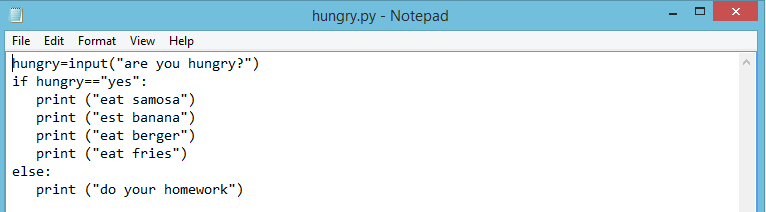 hungry.py - Notepad
File Edit Format View Help
hungry=input("are you hungry?")
if hungry=="yes":
   print ("eat samosa")
   print ("est banana")
   print ("eat berger")
   print ("eat fries")
else:
   print ("do your homework")